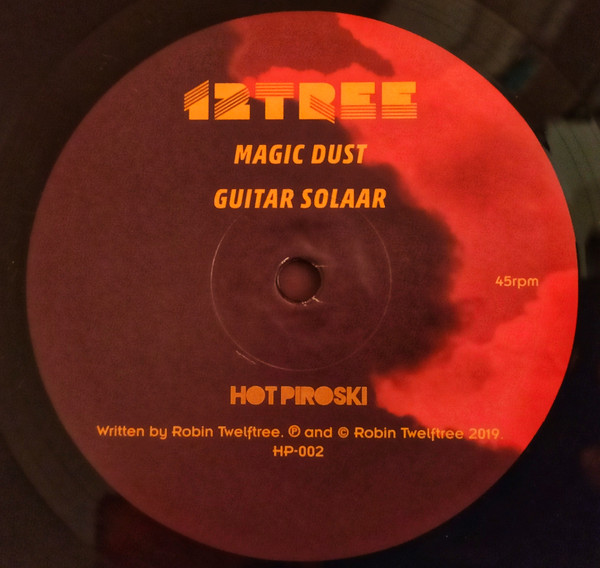 12TREE
MAGIC DUST
GUITAR SOLAAR
45rpm
HOT PIROSKI
Written by Robin Twelftree. ℗ and © Robin Twelftree 2019.
HP-002